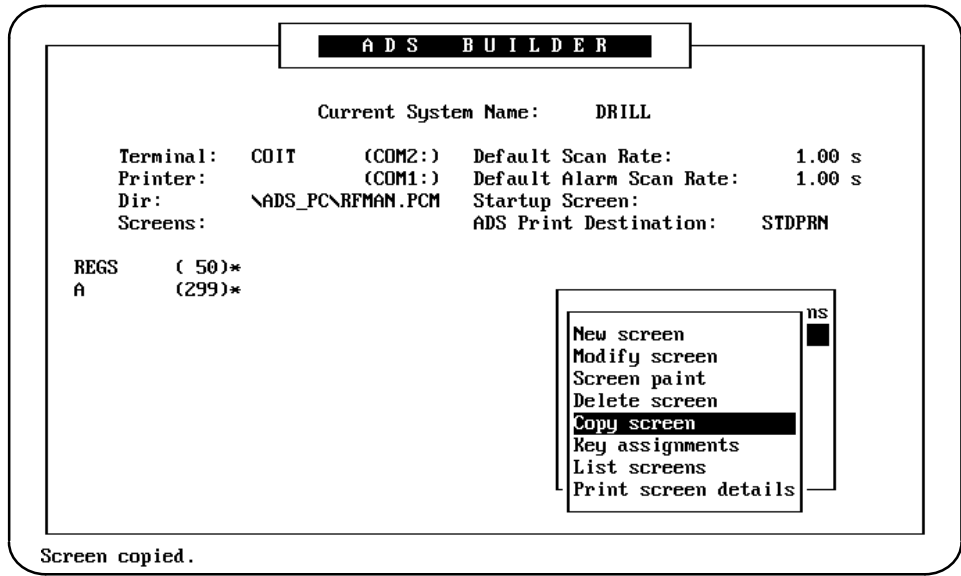 ADS BUILDER
Current System Name: DRILL
Terminal: COIT (COM2:) Default Scan Rate: 1.00 s
Printer: (COM1:) Default Alarm Scan Rate: 1.00 s
Dir: \ADS_PC\RFMAN.PCM Startup Screen:
Screens: ADS Print Destination: STDPRN
REGS ( 50)*
A (299)*
ns
New screen
Modify screen
Screen paint
Delete screen
Copy screen
Key assignments
List screens
Print screen details
Screen copied.